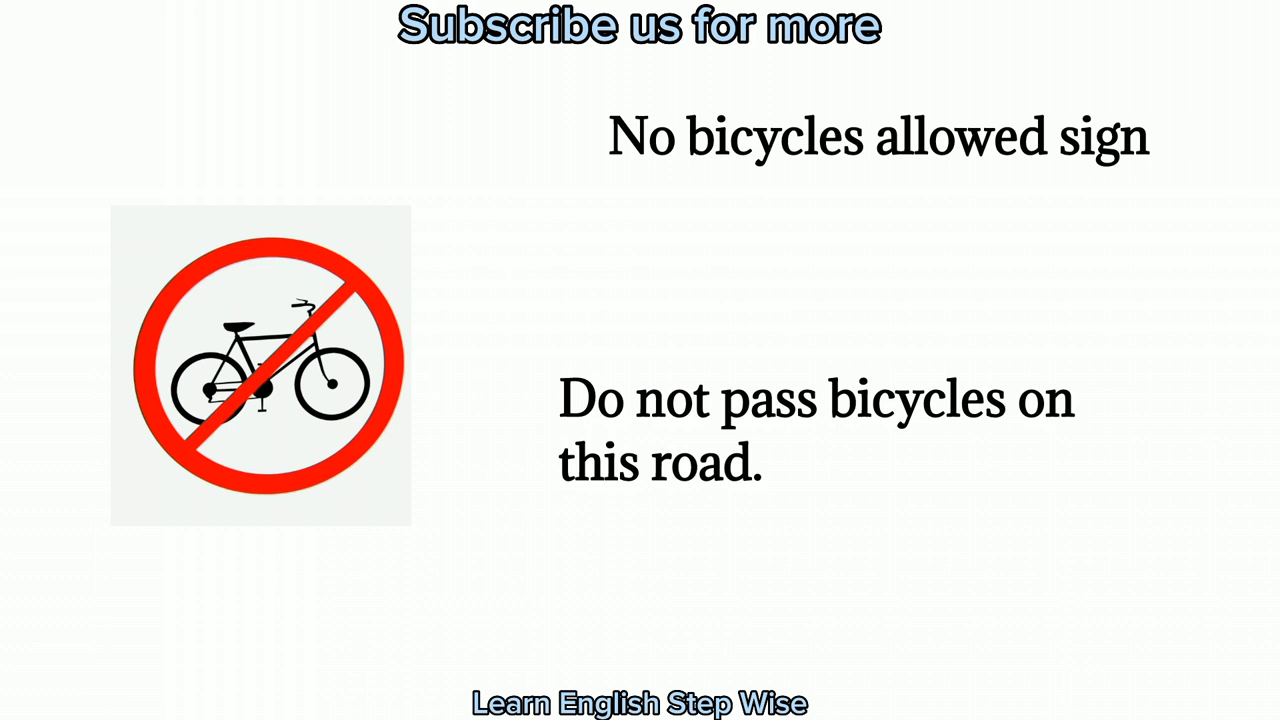 Subscribe us for more
No bicycles allowed sign
Do not pass bicycles on
this road.
Learn English Step Wise